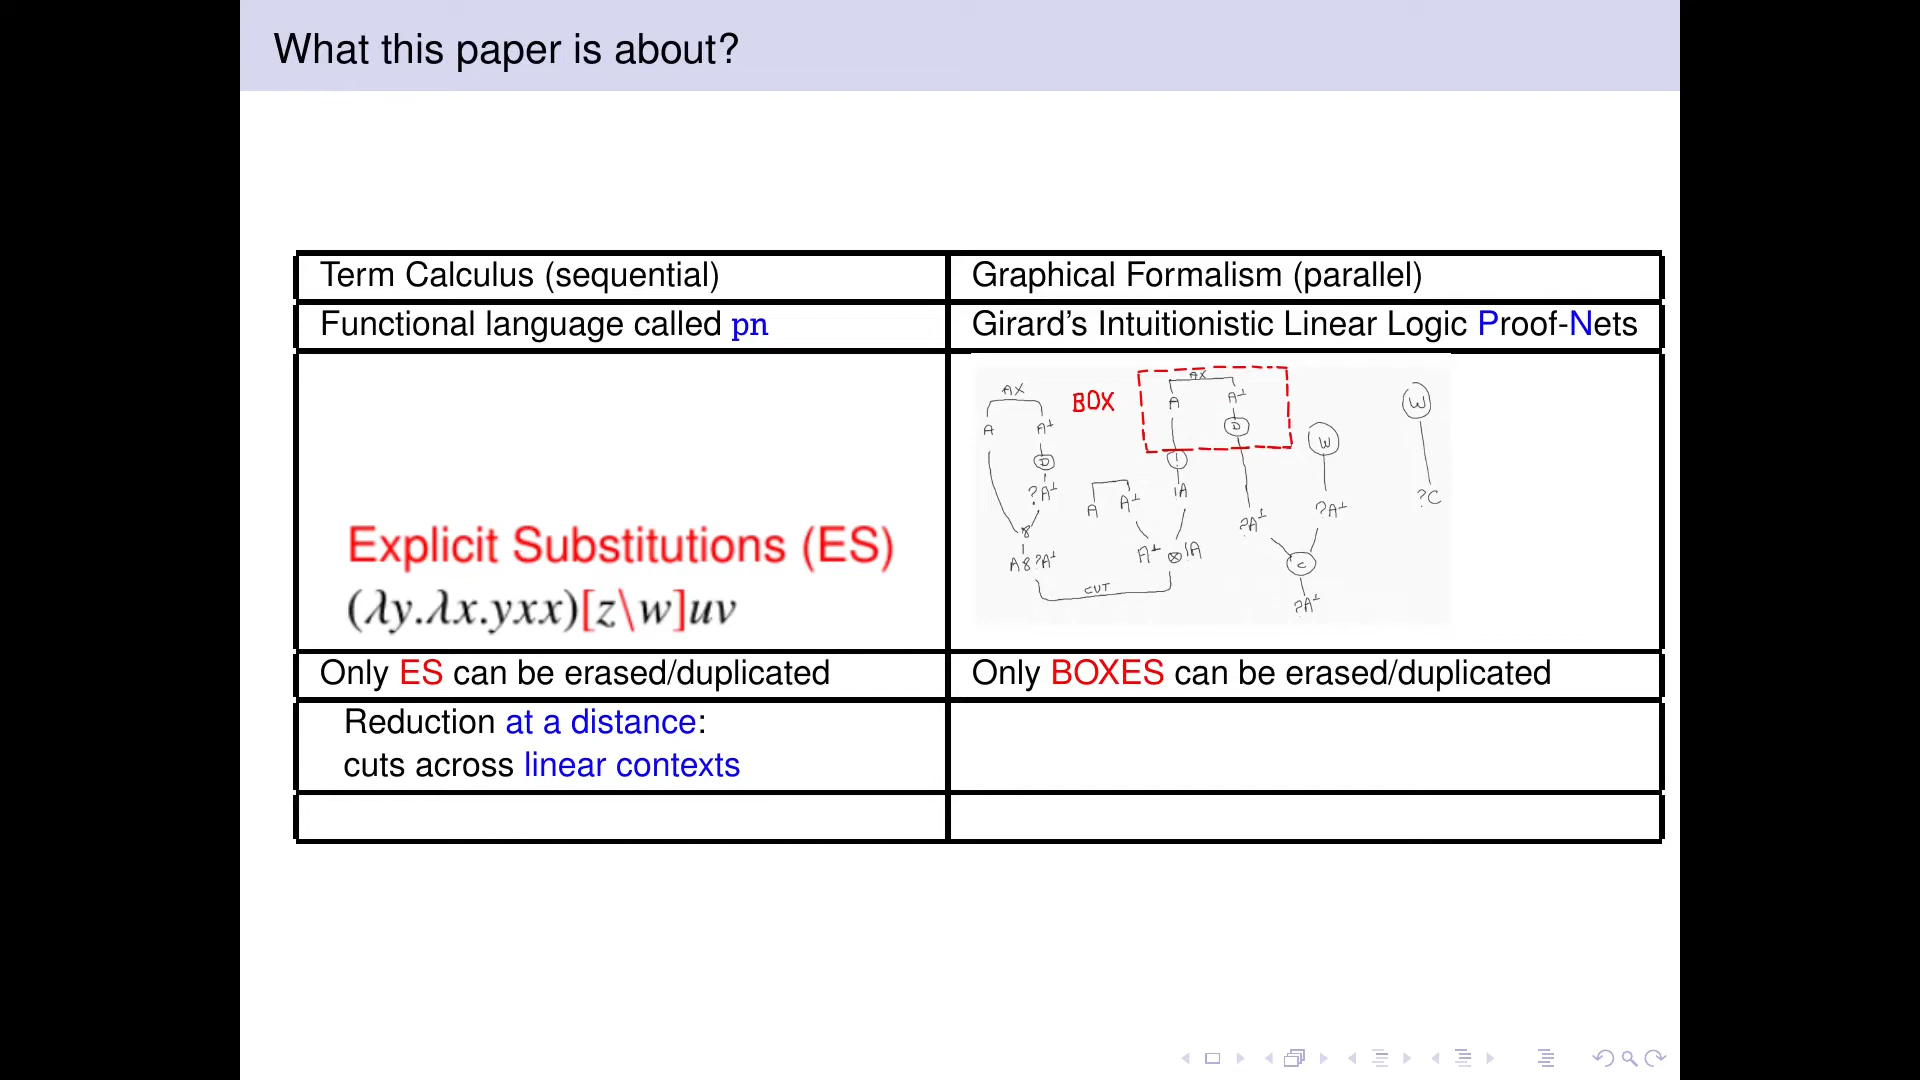 What this paper is about?
Term Calculus (sequential)
Graphical Formalism (parallel)
Functional language called pn
Girard's Intuitionistic Linear Logic Proof-Nets
Explicit Substitutions (ES)
(λy.λx.yxx)[z\w]uv
AX
A A⊥
D
?A⊥
⅋
A⅋?A⊥
CUT
BOX
AX
A A⊥
D
!
!A
A A⊥
A⊥ ⊗ !A
?A⊥
W
?A⊥
C
?A⊥
W
?C
Only ES can be erased/duplicated
Only BOXES can be erased/duplicated
Reduction at a distance:
cuts across linear contexts